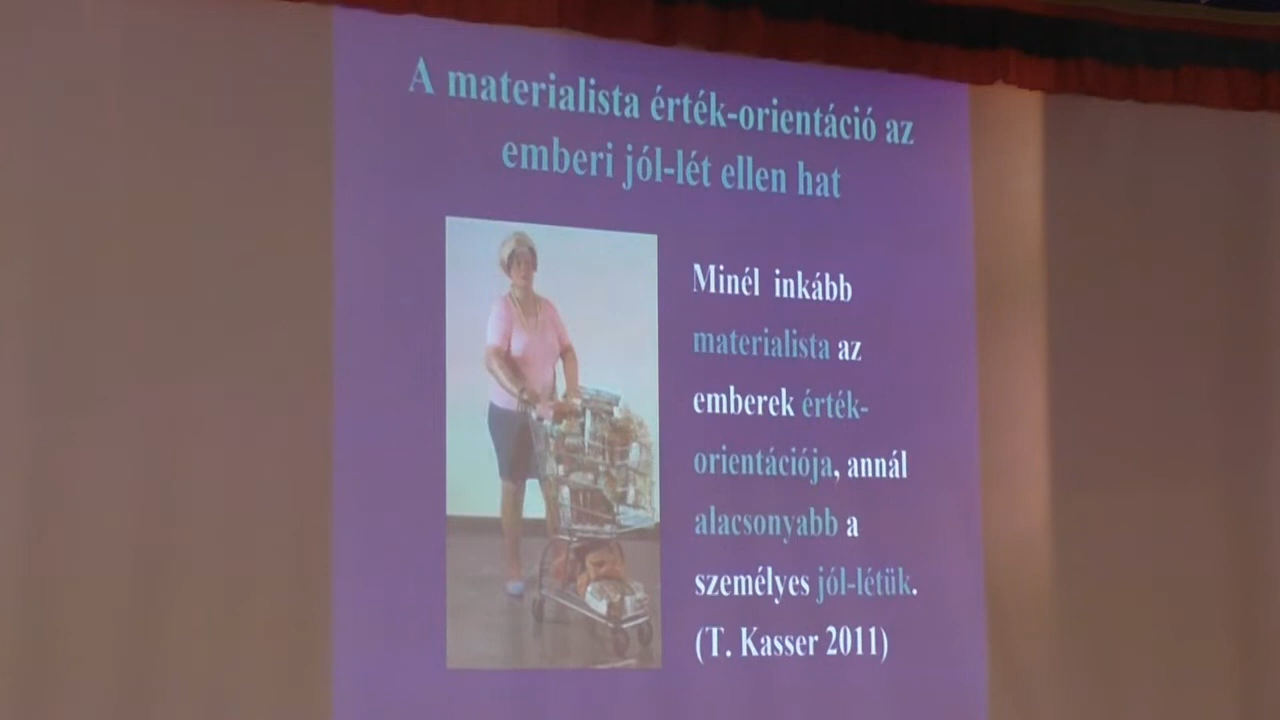 A materialista érték-orientáció az
emberi jól-lét ellen hat
Minél inkább
materialista az
emberek érték-
orientációja, annál
alacsonyabb a
személyes jól-létük.
(T. Kasser 2011)